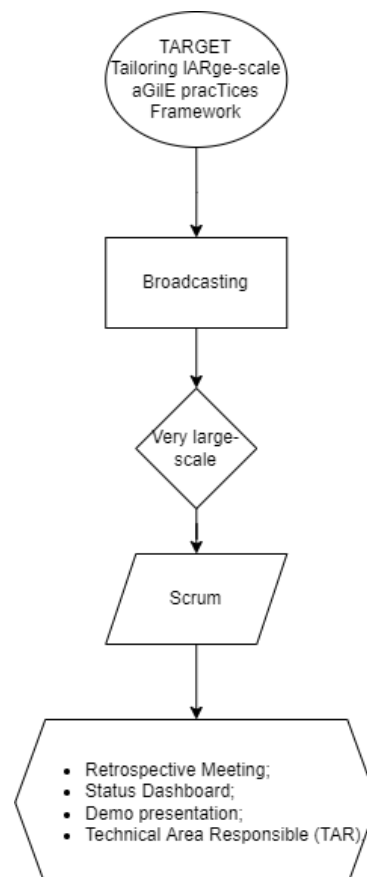 TARGET
Tailoring lARge-scale
aGilE pracTices
Framework
Broadcasting
Very large-
scale
Scrum
• Retrospective Meeting;
• Status Dashboard;
• Demo presentation;
• Technical Area Responsible (TAR)